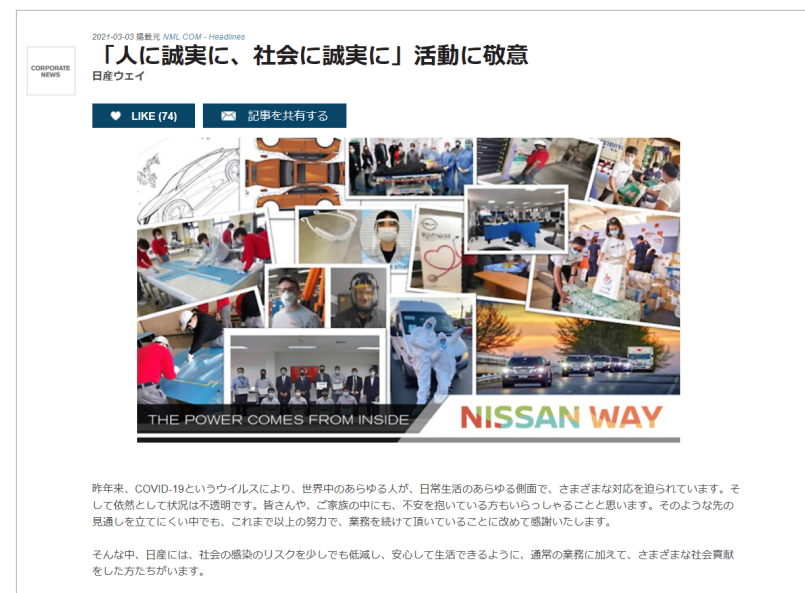 2021-03-03 掲載元 NML COM - Headlines
「人に誠実に、社会に誠実に」活動に敬意
CORPORATE
NEWS
日産ウェイ
LIKE (74)
記事を共有する
THE POWER COMES FROM INSIDE
NISSAN WAY
昨年来、COVID-19というウイルスにより、世界中のあらゆる人が、日常生活のあらゆる側面で、さまざまな対応を迫られています。そ
して依然として状況は不透明です。皆さんや、ご家族の中にも、不安を抱いている方もいらっしゃることと思います。そのような先の
見通しを立てにくい中でも、これまで以上の努力で、業務を続けて頂いていることに改めて感謝いたします。
そんな中、日産には、社会の感染のリスクを少しでも低減し、安心して生活できるように、通常の業務に加えて、さまざまな社会貢献
をした方たちがいます。